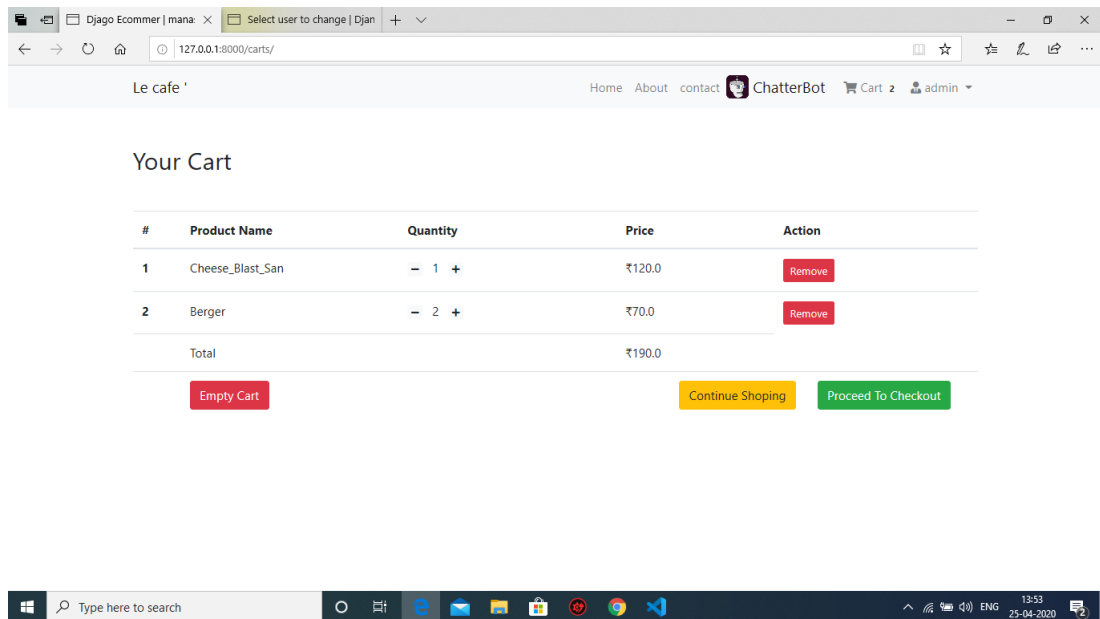 Djago Ecommer | mana: Select user to change | Djan
127.0.0.1:8000/carts/
Le cafe ' Home About contact ChatterBot Cart 2 admin
Your Cart
# Product Name Quantity Price Action
1 Cheese_Blast_San − 1 + ₹120.0 Remove
2 Berger − 2 + ₹70.0 Remove
Total ₹190.0
Empty Cart Continue Shoping Proceed To Checkout
Type here to search ENG 13:53
25-04-2020 2